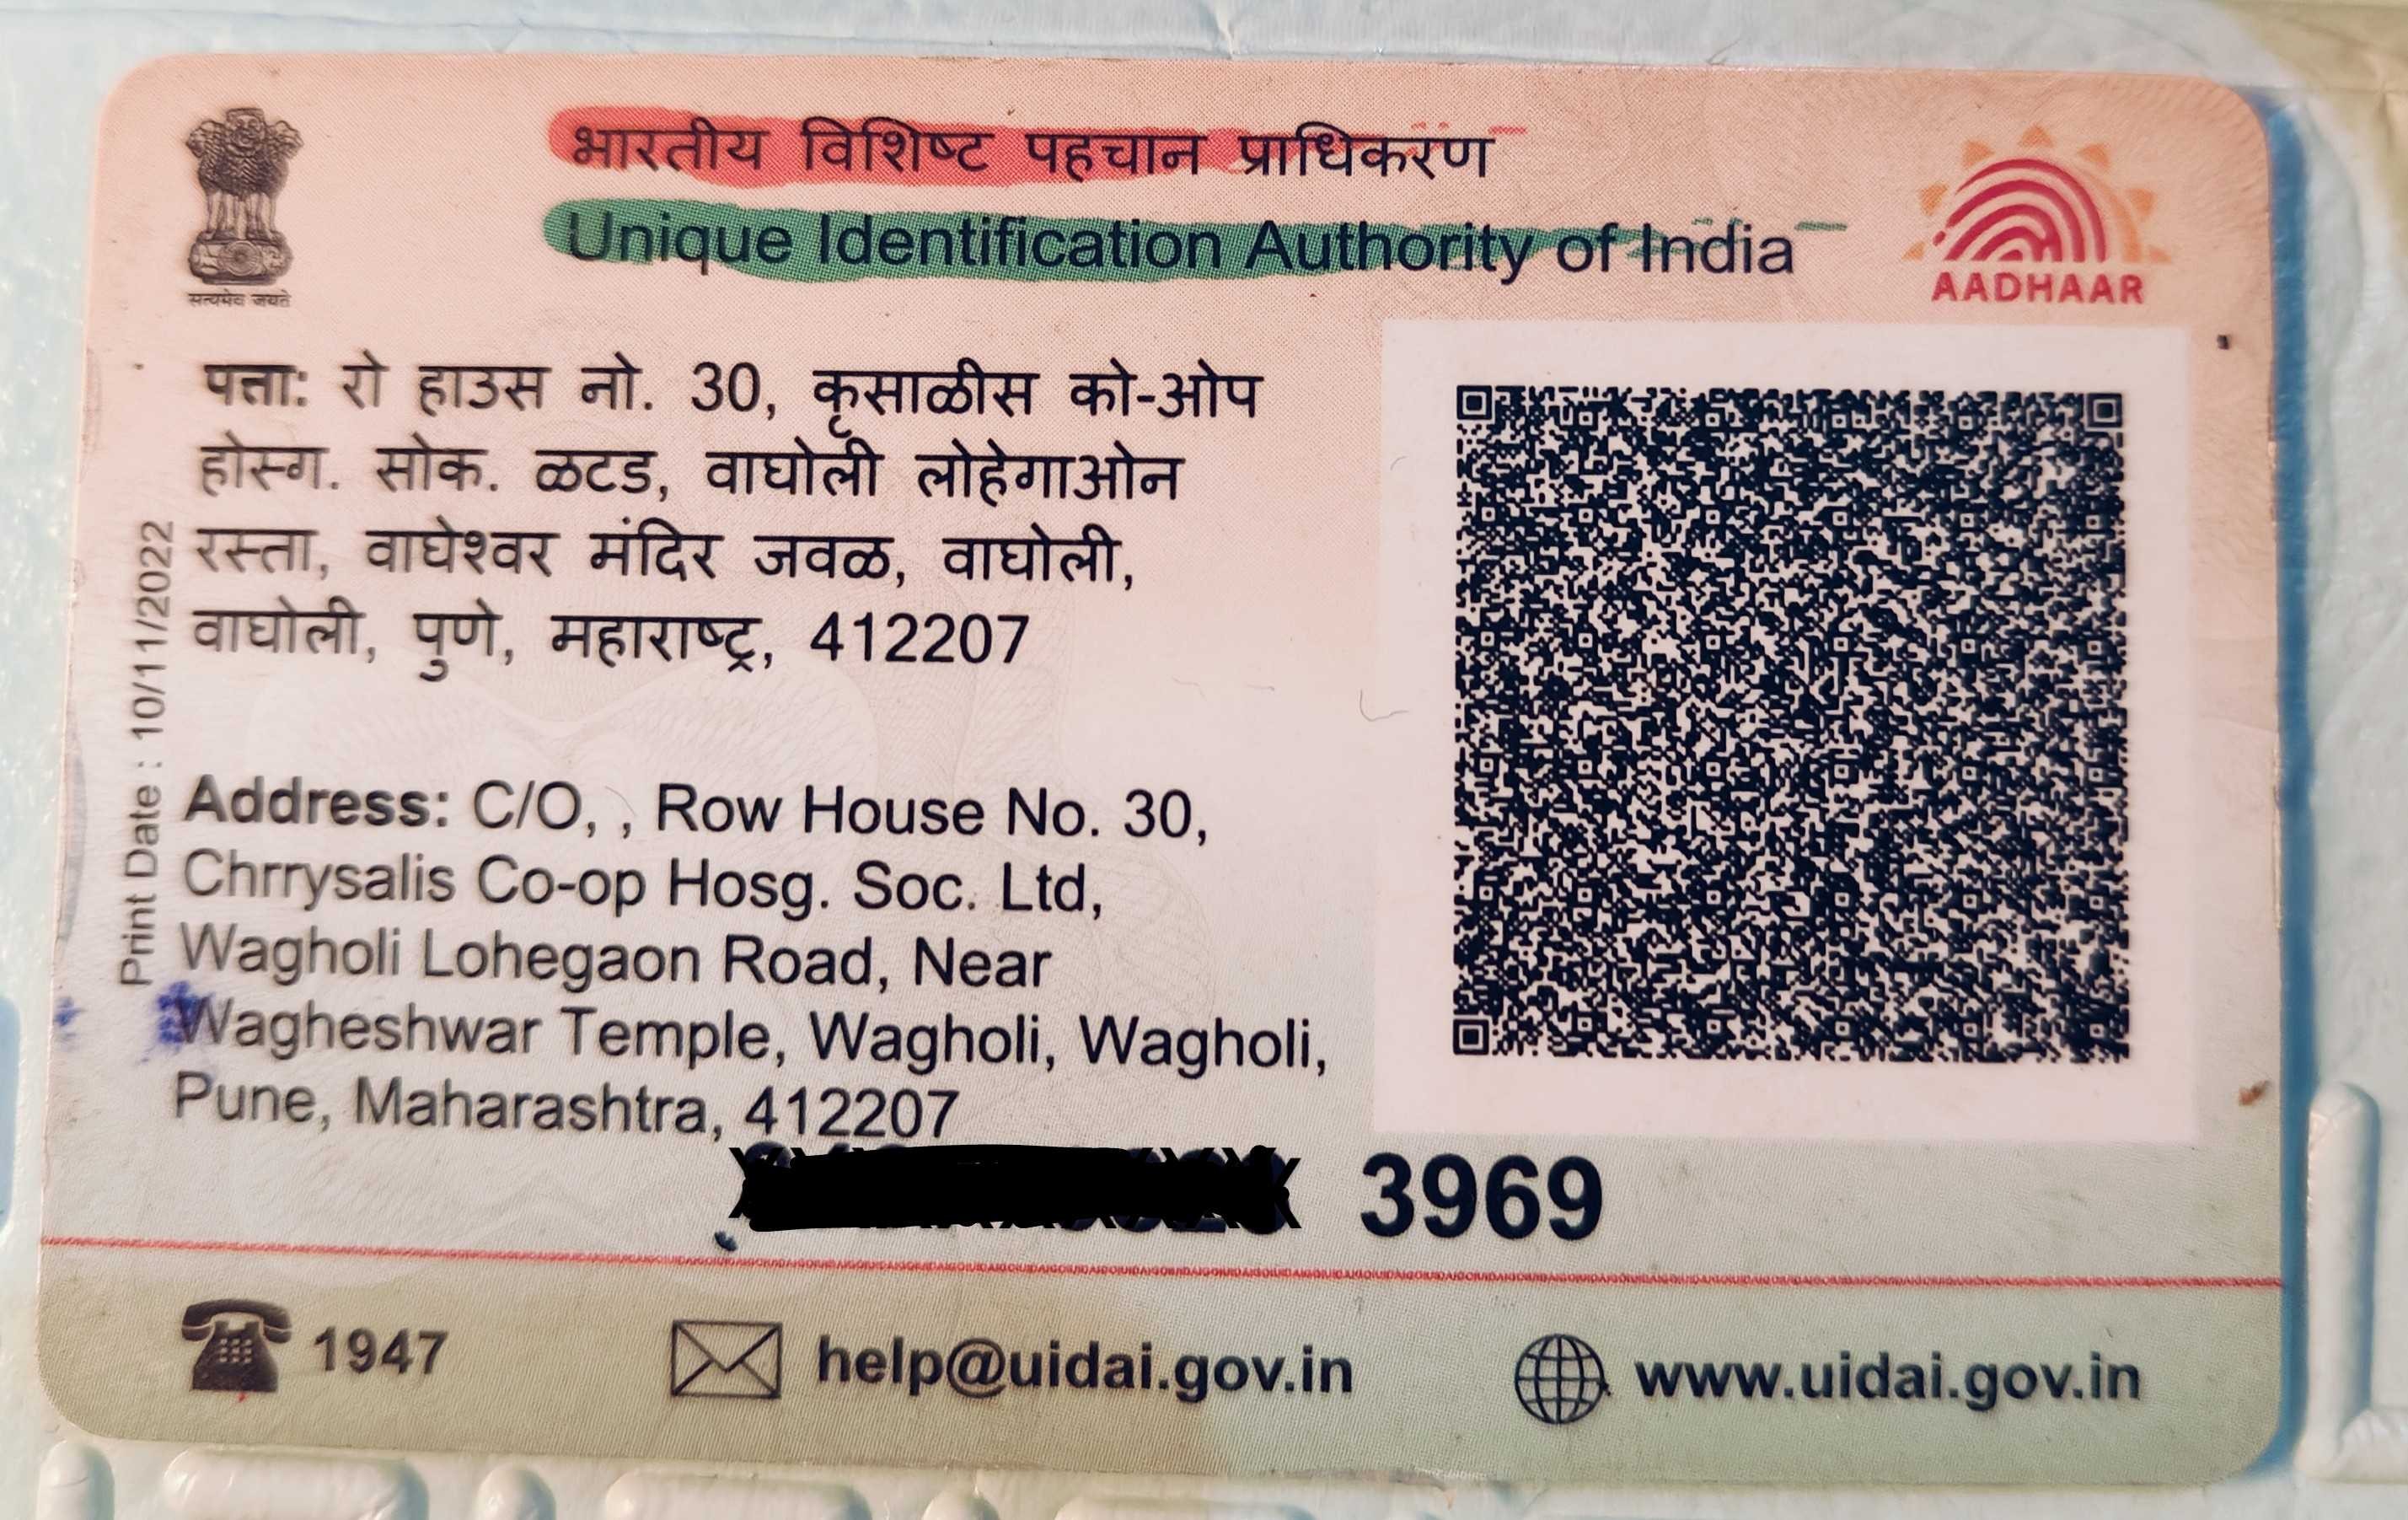 भारतीय विशिष्ट पहचान प्राधिकरण
Unique Identification Authority of India
सत्यमेव जयते
AADHAAR
पत्ता: रो हाउस नो. 30, कृसाळीस को-ओप
होस्ग. सोक. ळटड, वाघोली लोहेगाओन
रस्ता, वाघेश्वर मंदिर जवळ, वाघोली,
वाघोली, पुणे, महाराष्ट्र, 412207
Print Date : 10/11/2022
Address: C/O, , Row House No. 30,
Chrrysalis Co-op Hosg. Soc. Ltd,
Wagholi Lohegaon Road, Near
Wagheshwar Temple, Wagholi, Wagholi,
Pune, Maharashtra, 412207
3969
1947
help@uidai.gov.in
www.uidai.gov.in